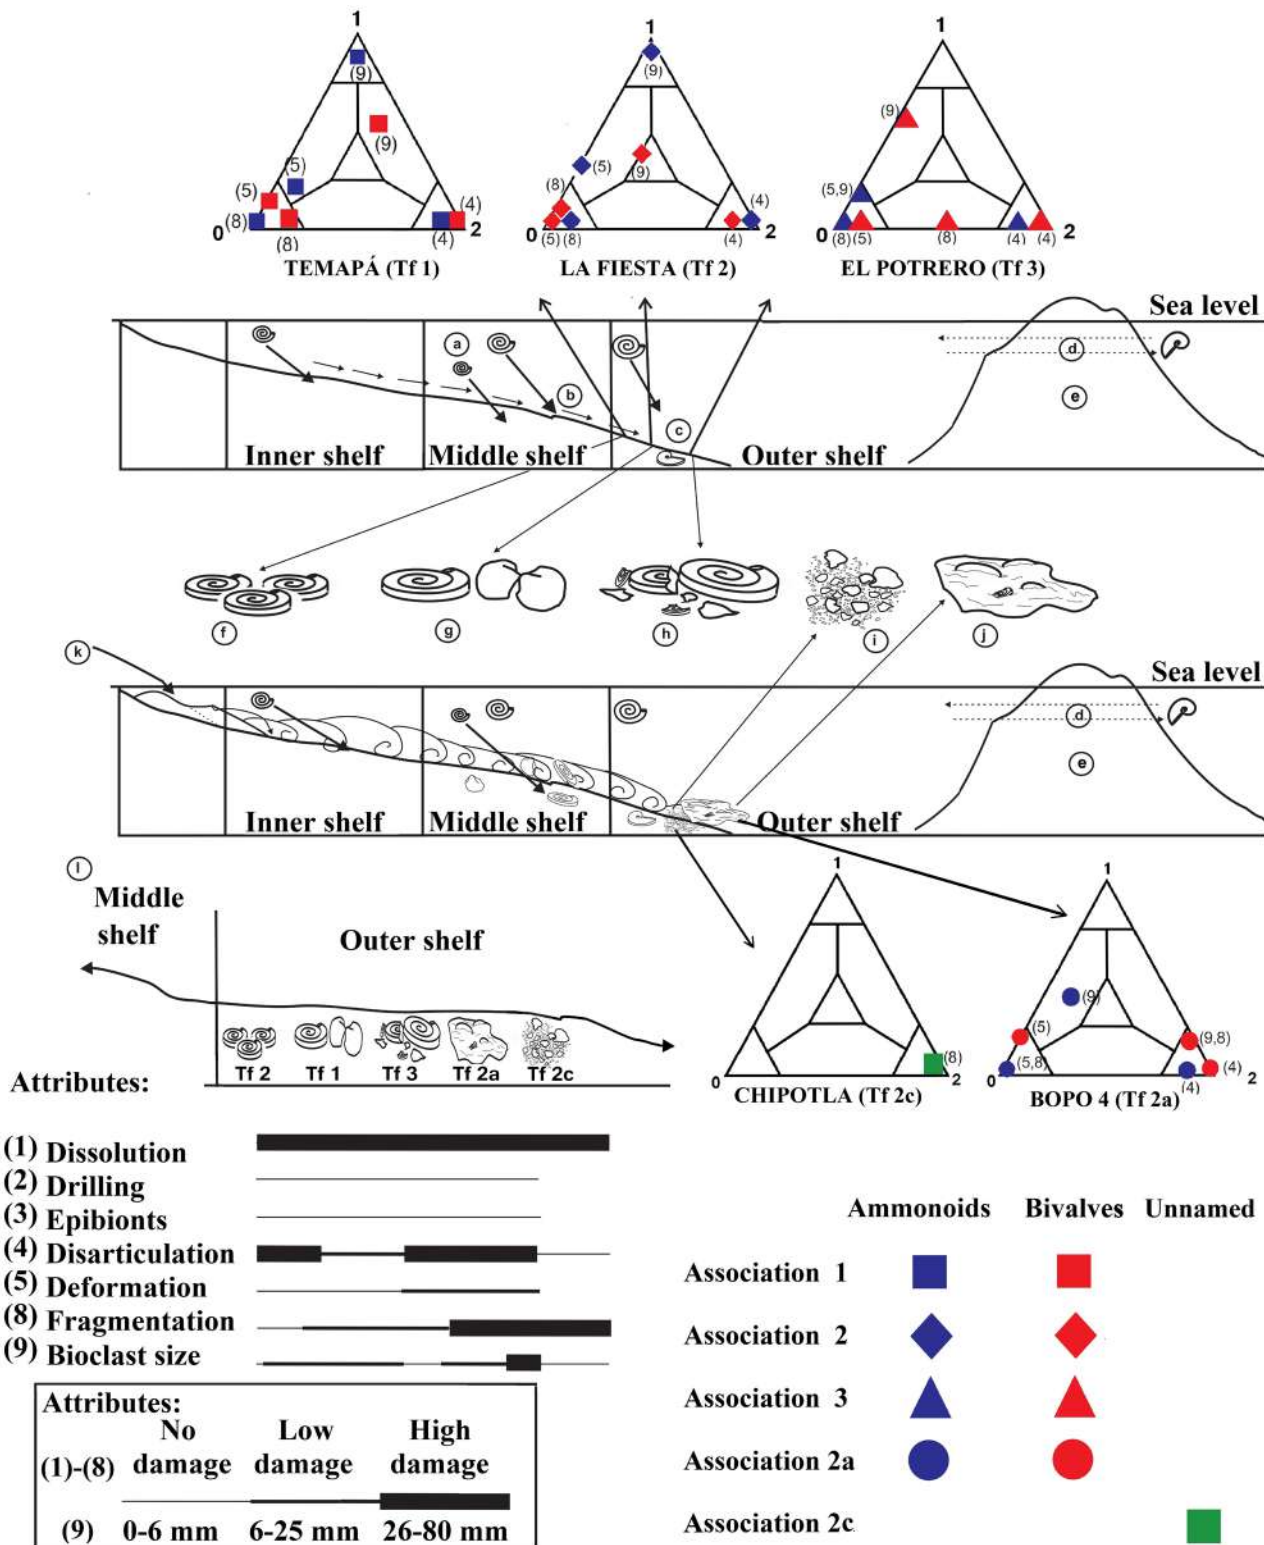 1
1
1
(9)
(9)
(9)
(9)
(9)
(5)
(5)
(5)
(8)
(5,9)
(8)
(4)
(4)
0
(8)
(4)
2
0
(5)
(8)
(4)
2
0
(8)
(5)
(8)
(4)
(4)
2
TEMAPÁ (Tf 1)
LA FIESTA (Tf 2)
EL POTRERO (Tf 3)
Sea level
a
b
c
d
e
Inner shelf
Middle shelf
Outer shelf
f
g
h
i
j
k
Sea level
d
e
Inner shelf
Middle shelf
Outer shelf
l
Middle
shelf
Outer shelf
1
1
(9)
(5)
(9,8)
(8)
(5,8)
(4)
(4)
0
2
0
2
CHIPOTLA (Tf 2c)
BOPO 4 (Tf 2a)
Tf 2
Tf 1
Tf 3
Tf 2a
Tf 2c
Attributes:
(1) Dissolution
(2) Drilling
(3) Epibionts
(4) Disarticulation
(5) Deformation
(8) Fragmentation
(9) Bioclast size
Attributes:
No Low High
(1)-(8) damage damage damage
(9) 0-6 mm 6-25 mm 26-80 mm
Ammonoids Bivalves Unnamed
Association 1
Association 2
Association 3
Association 2a
Association 2c